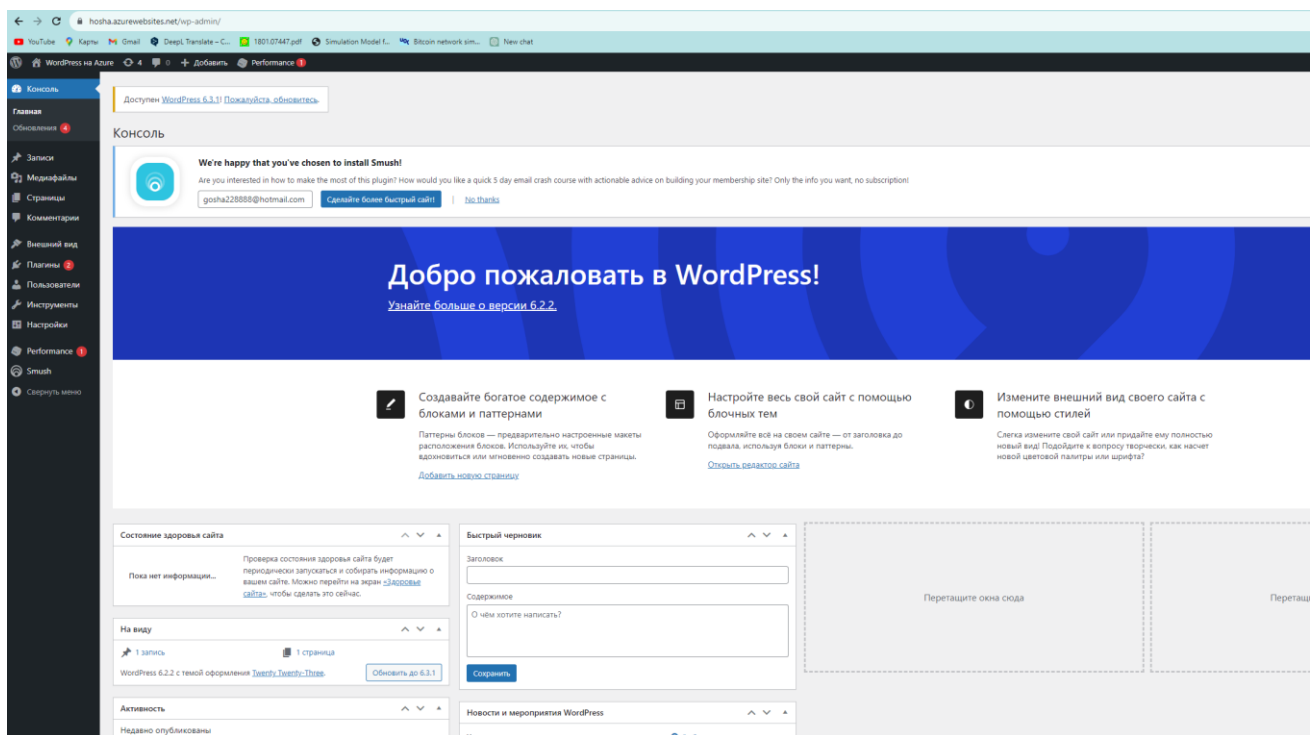 hosha.azurewebsites.net/wp-admin/
YouTube Карты Gmail DeepL Translate – C... 1801.07447.pdf Simulation Model f... Bitcoin network sim... New chat
WordPress на Azure 4 0 Добавить Performance 1
Консоль
Главная
Обновления 4
Записи
Медиафайлы
Страницы
Комментарии
Внешний вид
Плагины 2
Пользователи
Инструменты
Настройки
Performance 1
Smush
Свернуть меню
Доступен WordPress 6.3.1! Пожалуйста, обновитесь.
Консоль
We're happy that you've chosen to install Smush!
Are you interested in how to make the most of this plugin? How would you like a quick 5 day email crash course with actionable advice on building your membership site? Only the info you want, no subscription!
gosha228888@hotmail.com Сделайте более быстрый сайт! | No thanks
Добро пожаловать в WordPress!
Узнайте больше о версии 6.2.2.
Создавайте богатое содержимое с
блоками и паттернами
Паттерны блоков — предварительно настроенные макеты
расположения блоков. Используйте их, чтобы
вдохновиться или мгновенно создавать новые страницы.
Добавить новую страницу
Настройте весь свой сайт с помощью
блочных тем
Оформляйте всё на своем сайте — от заголовка до
подвала, используя блоки и паттерны.
Открыть редактор сайта
Измените внешний вид своего сайта с
помощью стилей
Слегка измените свой сайт или придайте ему полностью
новый вид! Подойдите к вопросу творчески, как насчет
новой цветовой палитры или шрифта?
Состояние здоровья сайта
Пока нет информации...
Проверка состояния здоровья сайта будет
периодически запускаться и собирать информацию о
вашем сайте. Можно перейти на экран «Здоровье
сайта», чтобы сделать это сейчас.
На виду
1 запись 1 страница
WordPress 6.2.2 с темой оформления Twenty Twenty-Three. Обновить до 6.3.1
Активность
Недавно опубликованы
Быстрый черновик
Заголовок
Содержимое
О чём хотите написать?
Сохранить
Новости и мероприятия WordPress
Перетащите окна сюда